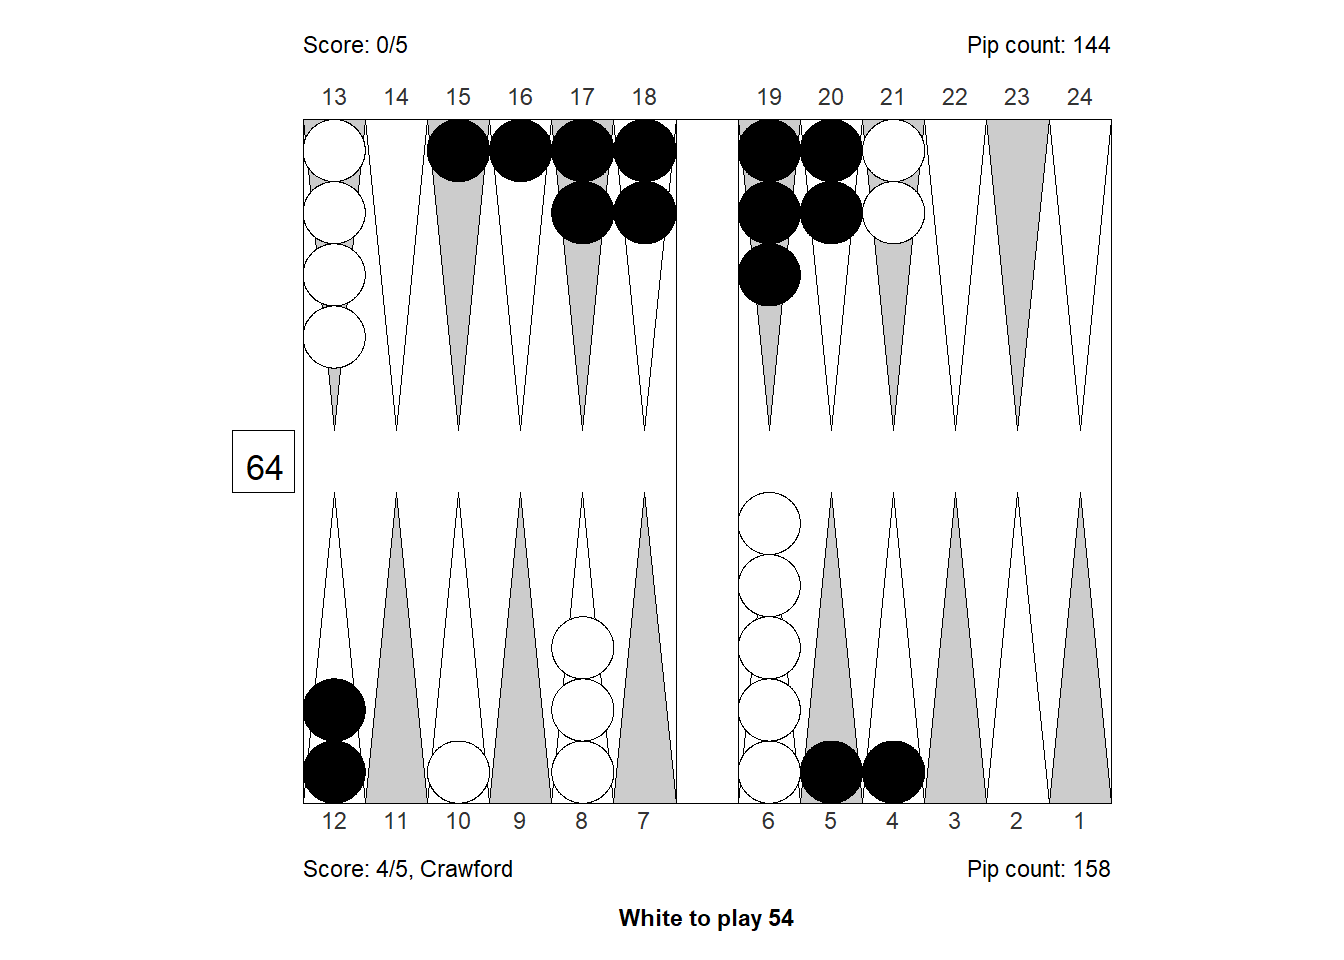 Score: 0/5 Pip count: 144
13 14 15 16 17 18 19 20 21 22 23 24
64
12 11 10 9 8 7 6 5 4 3 2 1
Score: 4/5, Crawford Pip count: 158
White to play 54